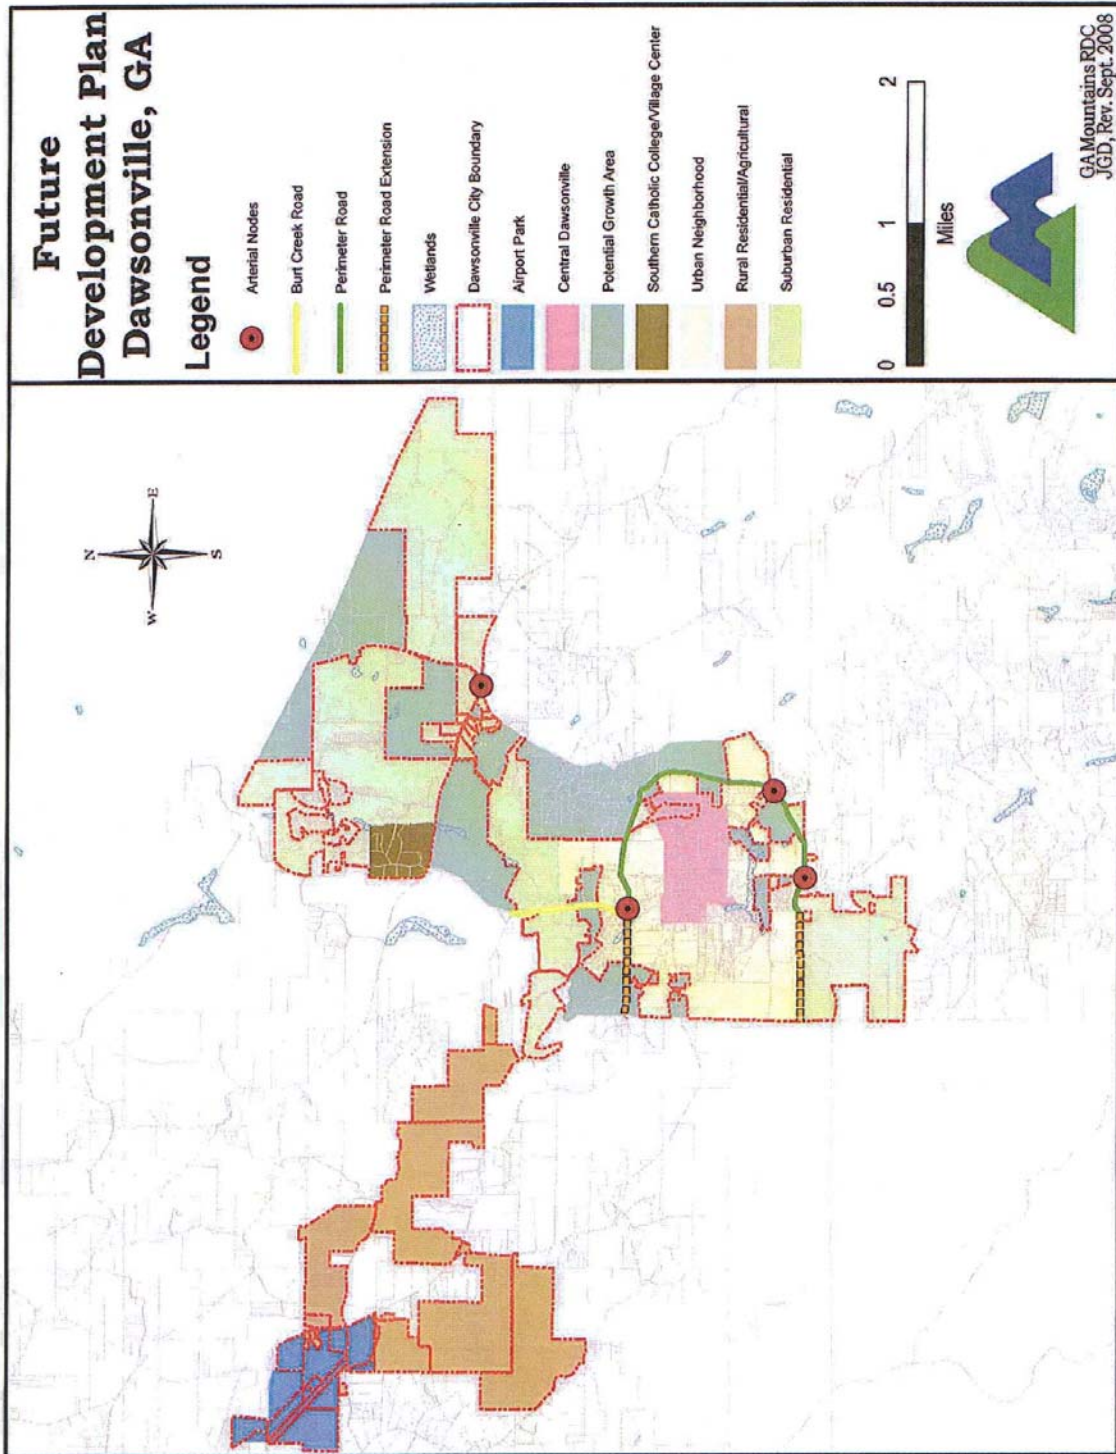 Future
Development Plan
Dawsonville, GA
Legend
Arterial Nodes
Burt Creek Road
Perimeter Road
Perimeter Road Extension
Wetlands
Dawsonville City Boundary
Airport Park
Central Dawsonville
Potential Growth Area
Southern Catholic College/Village Center
Urban Neighborhood
Rural Residential/Agricultural
Suburban Residential
0 0.5 1 2
Miles
GA Mountains RDC
JGD, Rev. Sept. 2008
N
W E
S